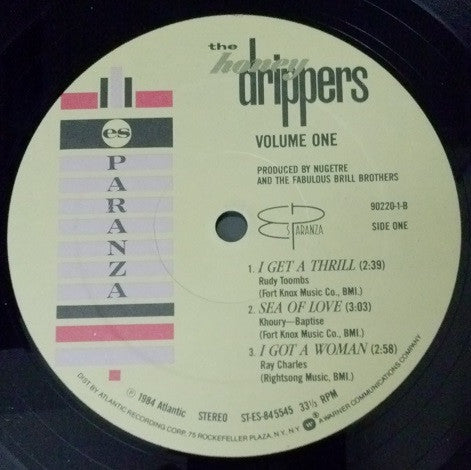 the
honey
drippers
VOLUME ONE
PRODUCED BY NUGETRE
AND THE FABULOUS BRILL BROTHERS
es
PARANZA
90220-1-B
ES PARANZA
SIDE ONE
1. I GET A THRILL (2:39)
Rudy Toombs
(Fort Knox Music Co., BMI.)
2. SEA OF LOVE (3:03)
Khoury—Baptise
(Fort Knox Music Co., BMI.)
3. I GOT A WOMAN (2:58)
Ray Charles
(Rightsong Music, BMI.)
℗ 1984 Atlantic STEREO ST-ES-845545 33⅓ RPM
DIST BY ATLANTIC RECORDING CORP. 75 ROCKEFELLER PLAZA, N.Y., N.Y. W A WARNER COMMUNICATIONS COMPANY